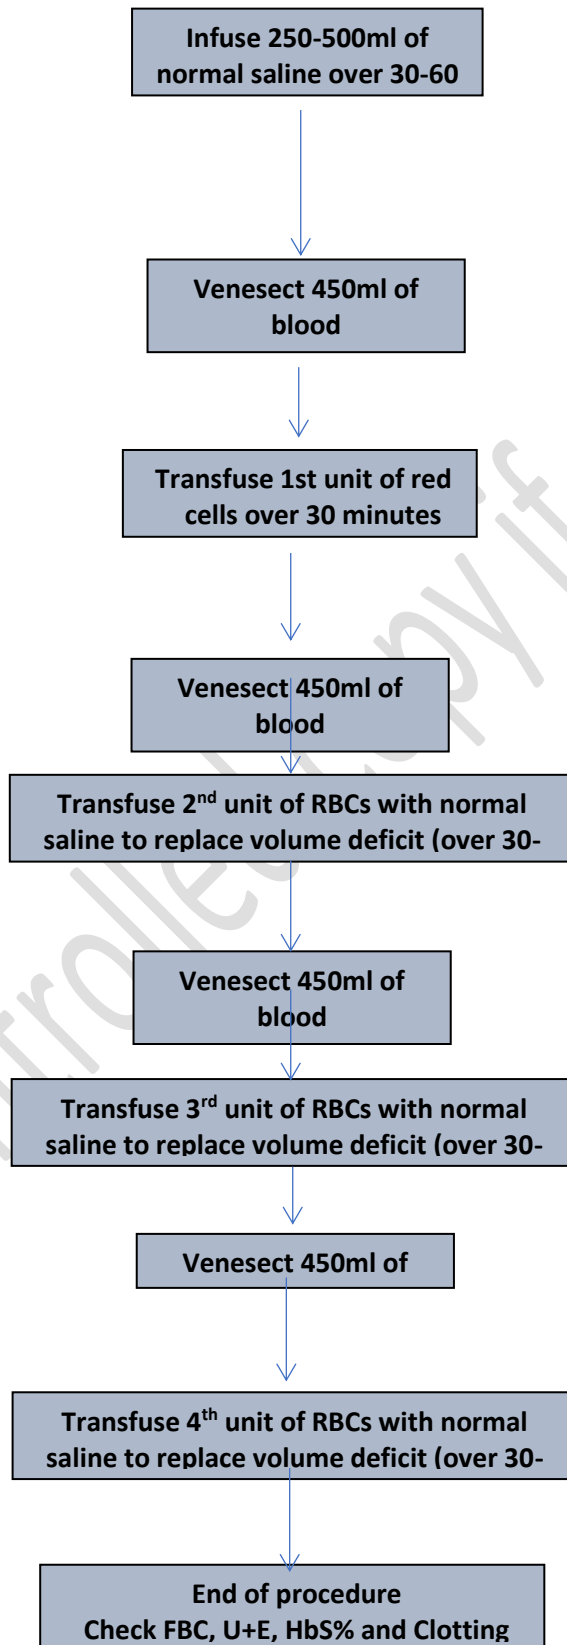 Infuse 250-500ml of
normal saline over 30-60
Venesect 450ml of
blood
Transfuse 1st unit of red
cells over 30 minutes
Venesect 450ml of
blood
Transfuse 2nd unit of RBCs with normal
saline to replace volume deficit (over 30-
Venesect 450ml of
blood
Transfuse 3rd unit of RBCs with normal
saline to replace volume deficit (over 30-
Venesect 450ml of
Transfuse 4th unit of RBCs with normal
saline to replace volume deficit (over 30-
End of procedure
Check FBC, U+E, HbS% and Clotting
ntrolled copy if